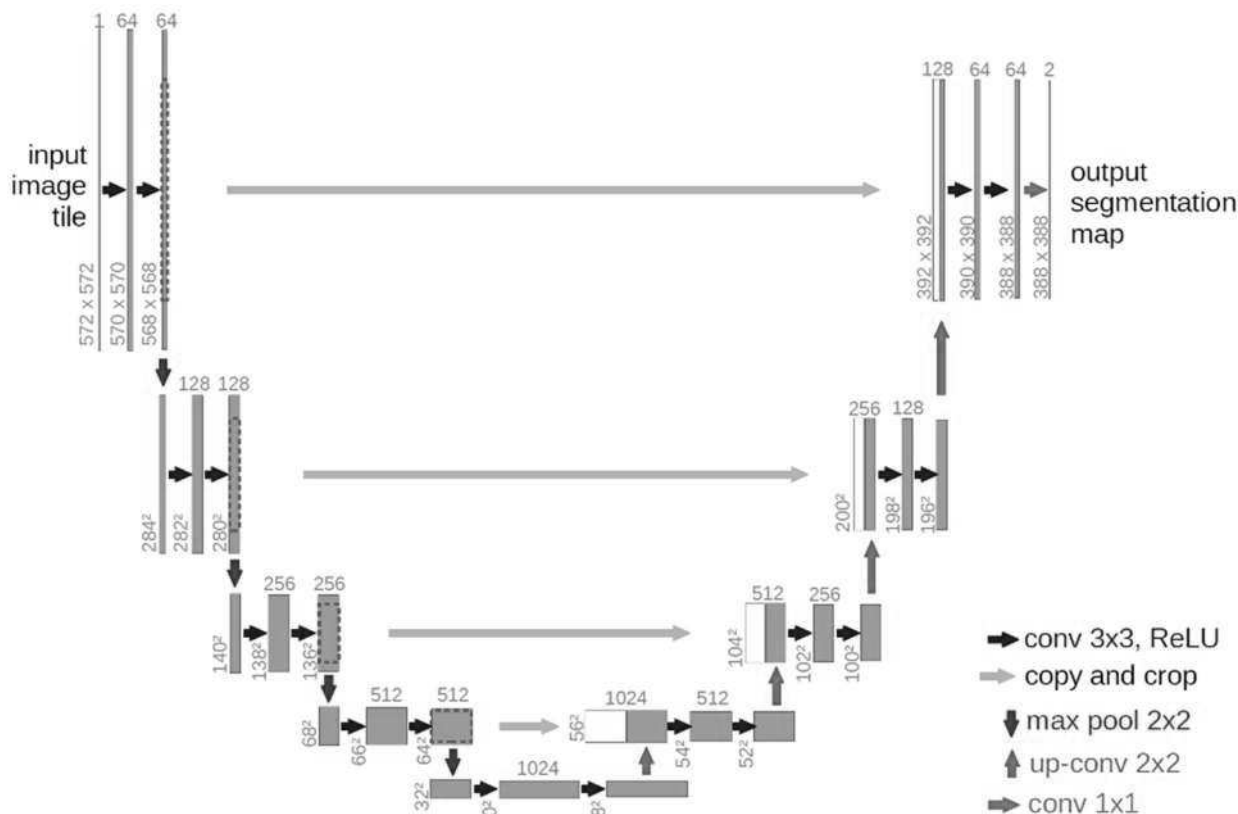 1 64 64
128 64 64 2
input
image
tile
output
segmentation
map
572 x 572
570 x 570
568 x 568
392 x 392
390 x 390
388 x 388
388 x 388
128 128
256 128
284²
282²
280²
200²
198²
196²
256 256
512 256
140²
138²
136²
104²
102²
100²
512 512
1024 512
68²
66²
64²
56²
54²
52²
1024
32²
conv 3x3, ReLU
copy and crop
max pool 2x2
up-conv 2x2
conv 1x1